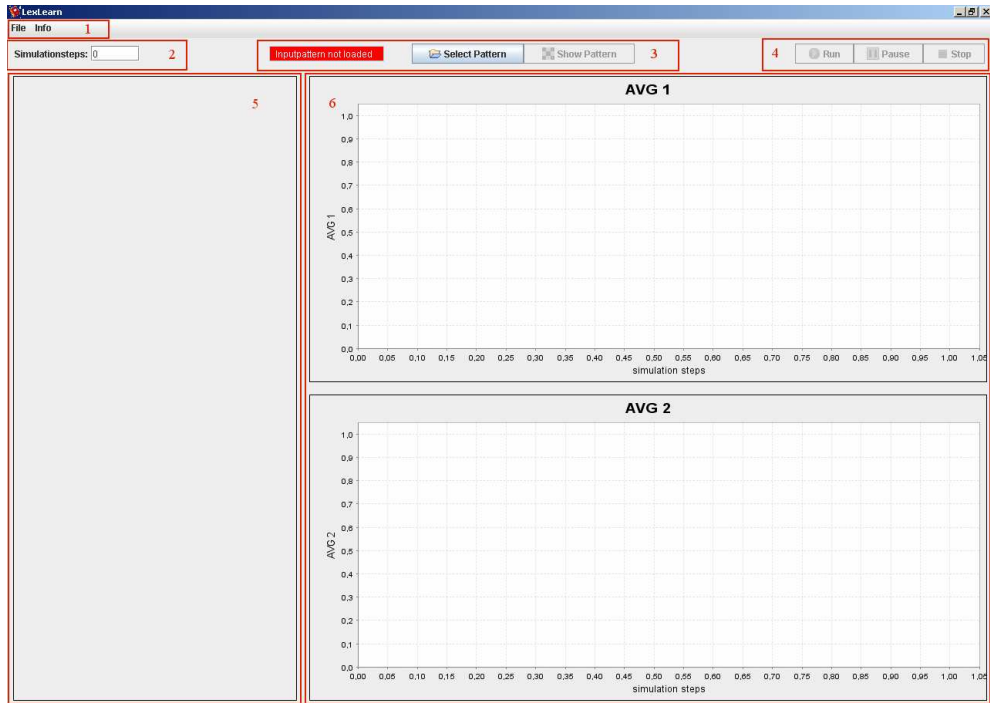 LexLearn
File Info 1
Simulationsteps: 0 2
Inputpattern not loaded Select Pattern Show Pattern 3
4 Run Pause Stop
5
6
AVG 1
1,0
0,9
0,8
0,7
0,6
0,5
0,4
0,3
0,2
0,1
0,0
AVG 1
0,00 0,05 0,10 0,15 0,20 0,25 0,30 0,35 0,40 0,45 0,50 0,55 0,60 0,65 0,70 0,75 0,80 0,85 0,90 0,95 1,00 1,05
simulation steps
AVG 2
1,0
0,9
0,8
0,7
0,6
0,5
0,4
0,3
0,2
0,1
0,0
AVG 2
0,00 0,05 0,10 0,15 0,20 0,25 0,30 0,35 0,40 0,45 0,50 0,55 0,60 0,65 0,70 0,75 0,80 0,85 0,90 0,95 1,00 1,05
simulation steps